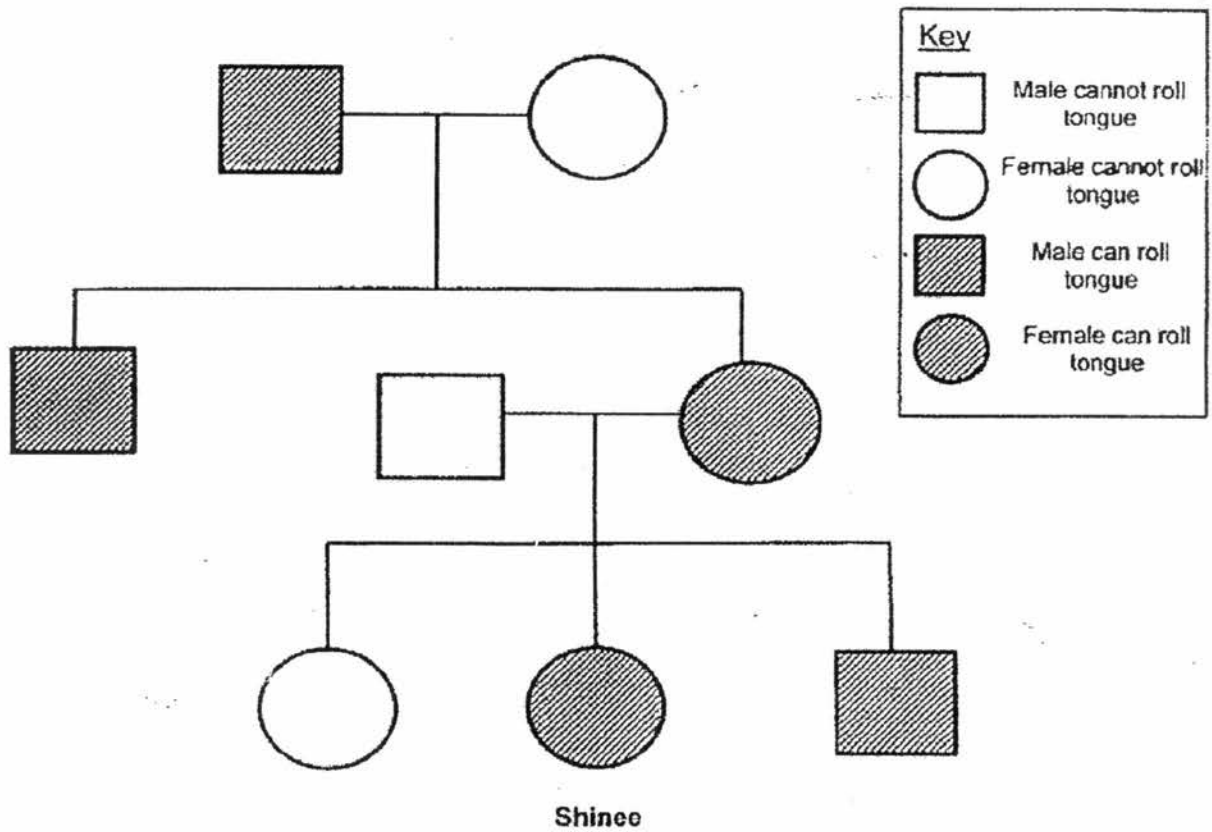 Key
Male cannot roll
tongue
Female cannot roll
tongue
Male can roll
tongue
Female can roll
tongue
Shinee